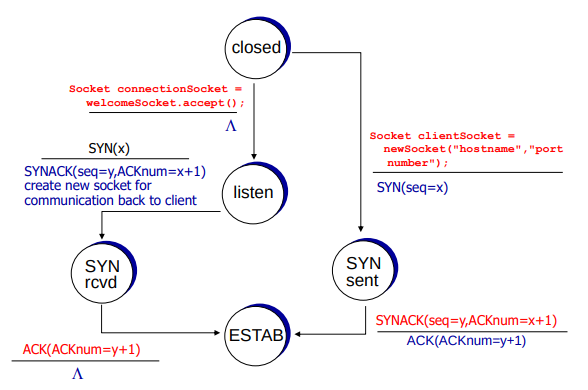 closed
Socket connectionSocket =
welcomeSocket.accept();
Λ
Socket clientSocket =
newSocket("hostname","port
number");
SYN(seq=x)
SYN(x)
SYNACK(seq=y,ACKnum=x+1)
create new socket for
communication back to client
listen
SYN
rcvd
SYN
sent
ESTAB
SYNACK(seq=y,ACKnum=x+1)
ACK(ACKnum=y+1)
ACK(ACKnum=y+1)
Λ